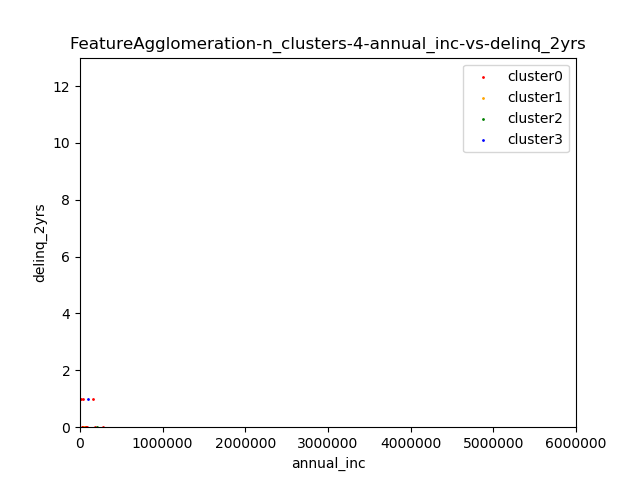 FeatureAgglomeration-n_clusters-4-annual_inc-vs-delinq_2yrs
cluster0
cluster1
cluster2
cluster3
delinq_2yrs
12
10
8
6
4
2
0
0 1000000 2000000 3000000 4000000 5000000 6000000
annual_inc